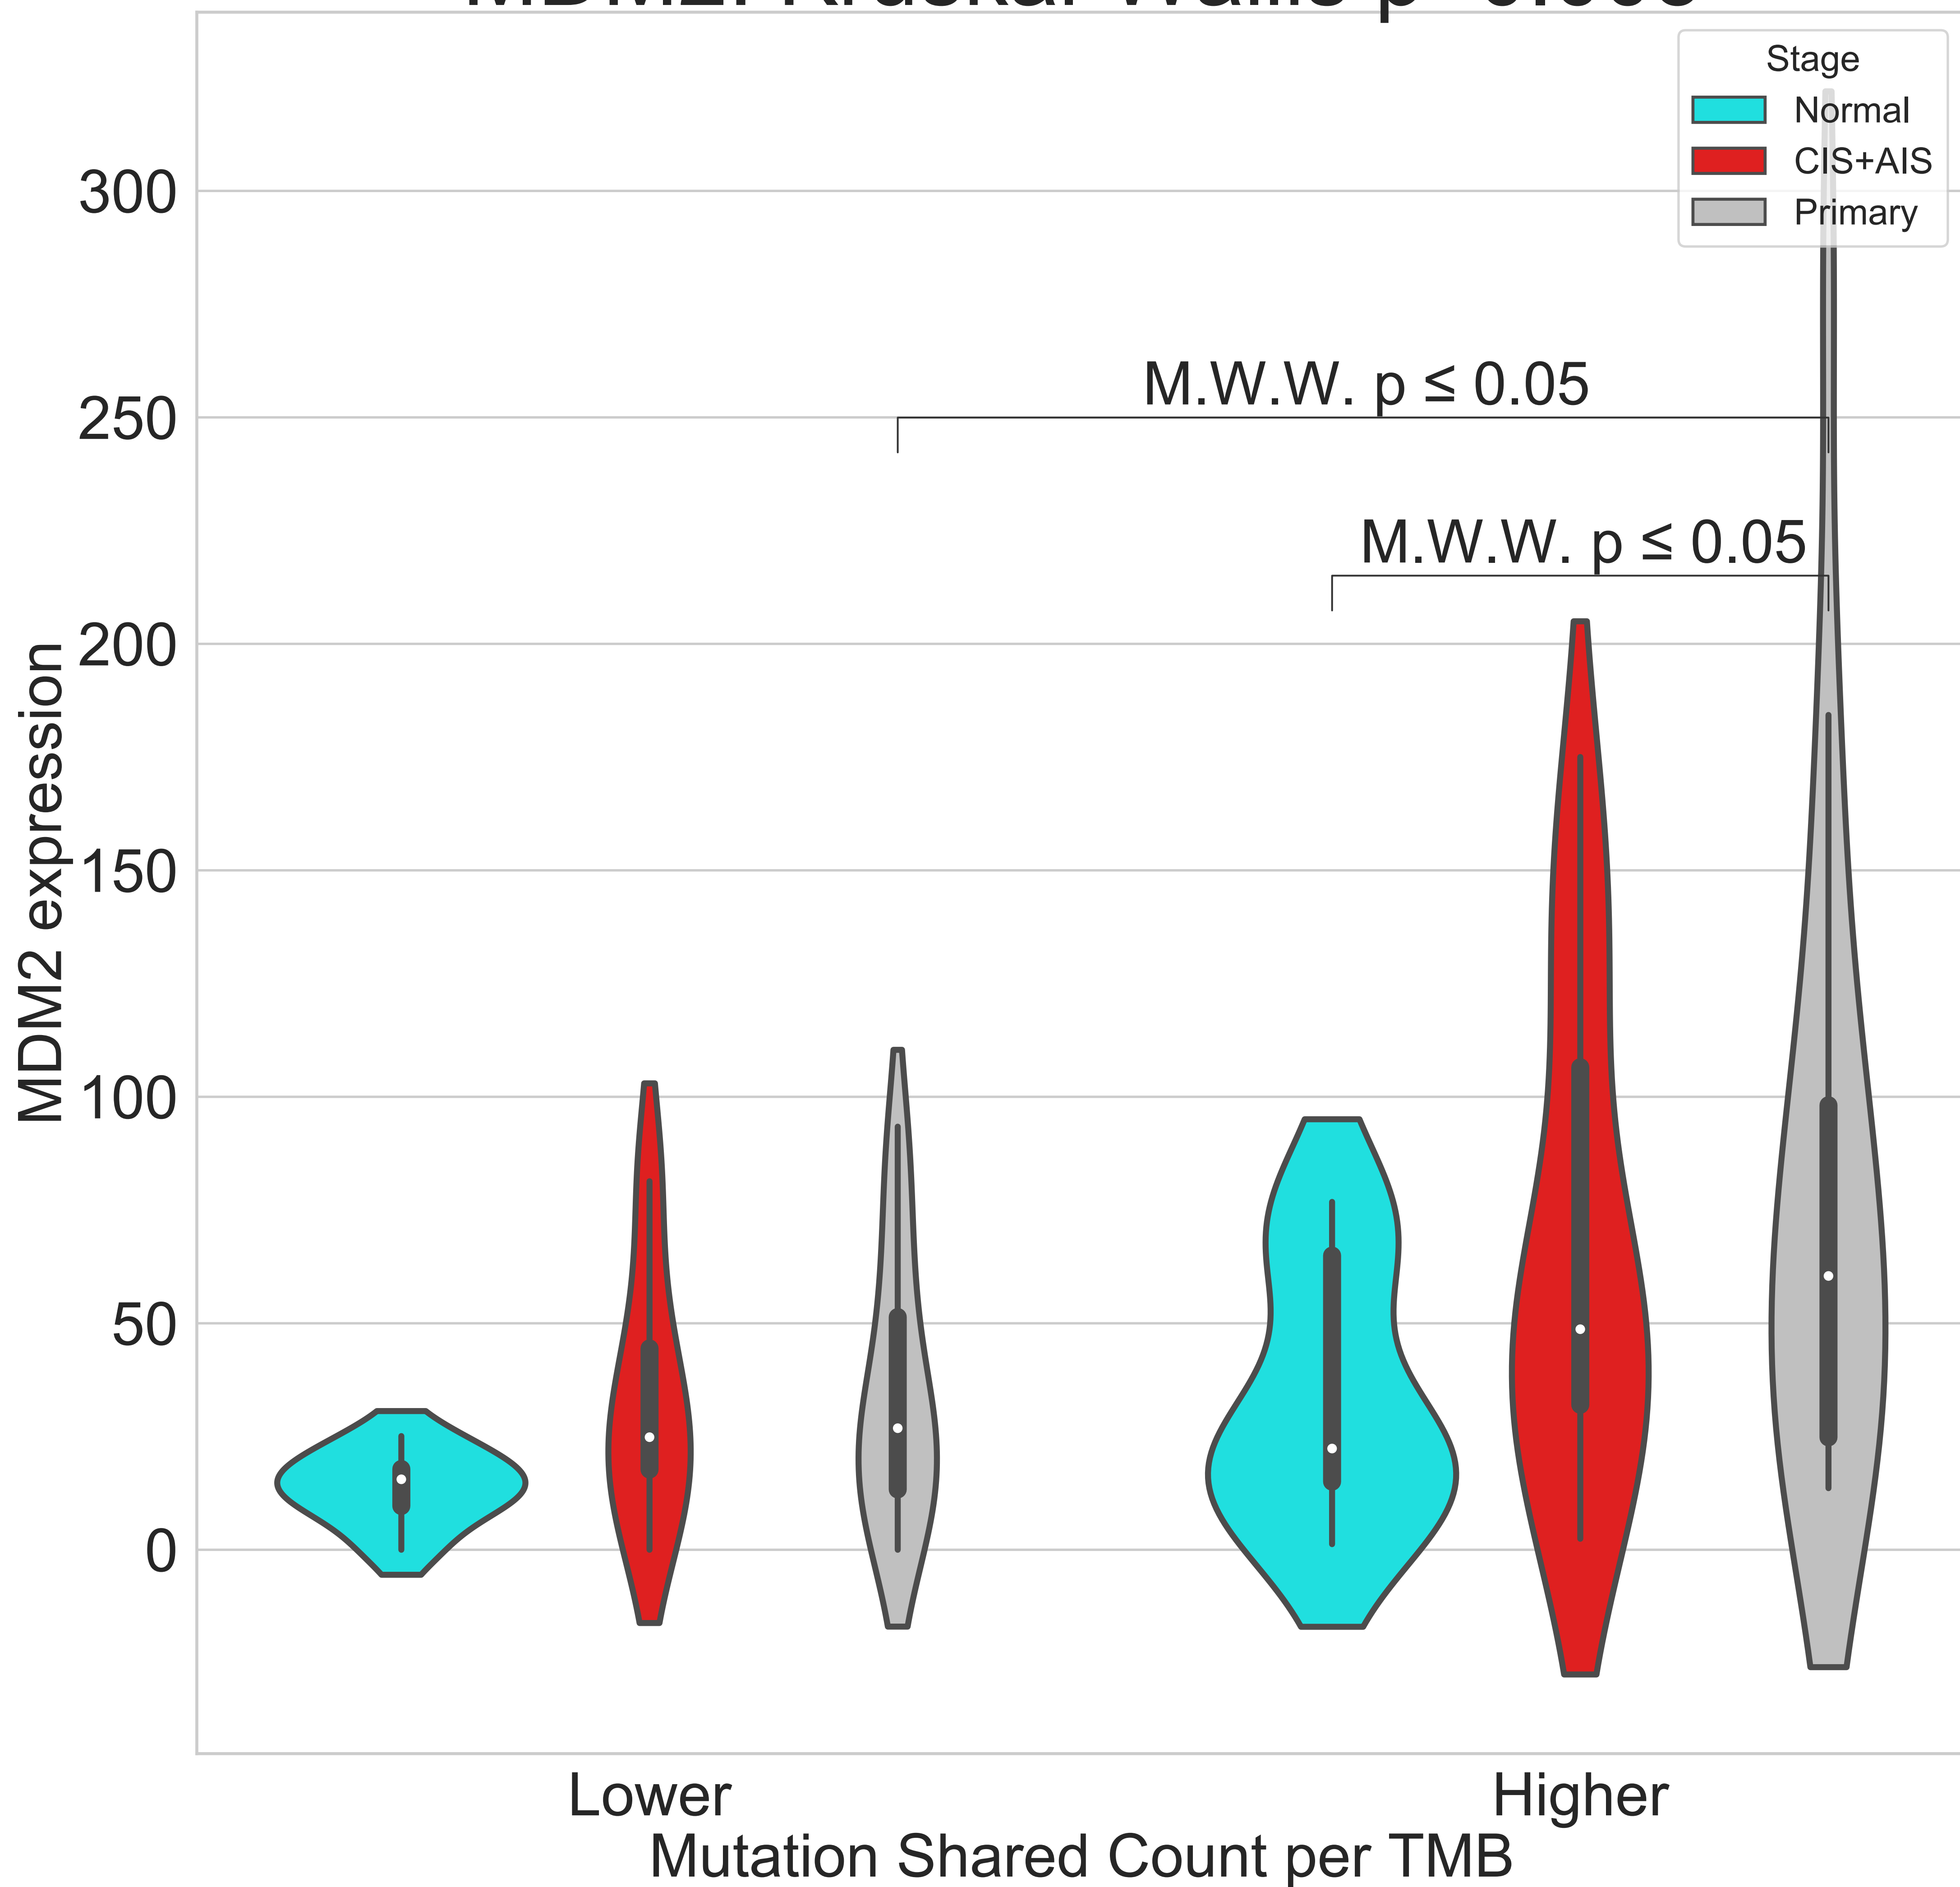 Stage
Normal
CIS+AIS
Primary
300
250
200
150
100
50
0
M.W.W. p ≤ 0.05
M.W.W. p ≤ 0.05
MDM2 expression
Lower
Higher
Mutation Shared Count per TMB